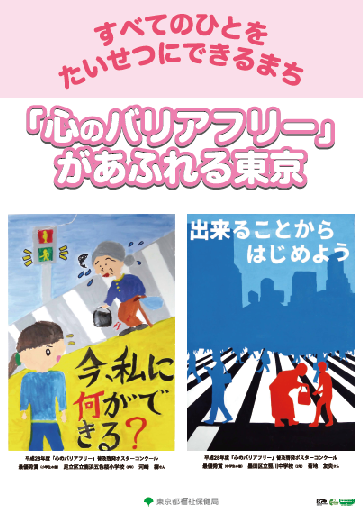 すべてのひとを
たいせつにできるまち
「心のバリアフリー」
があふれる東京
今、私に
何がで
きる?
出来ることから
はじめよう
平成28年度「心のバリアフリー」普及啓発ポスターコンクール
最優秀賞
平成28年度「心のバリアフリー」普及啓発ポスターコンクール
最優秀賞
東京都福祉保健局